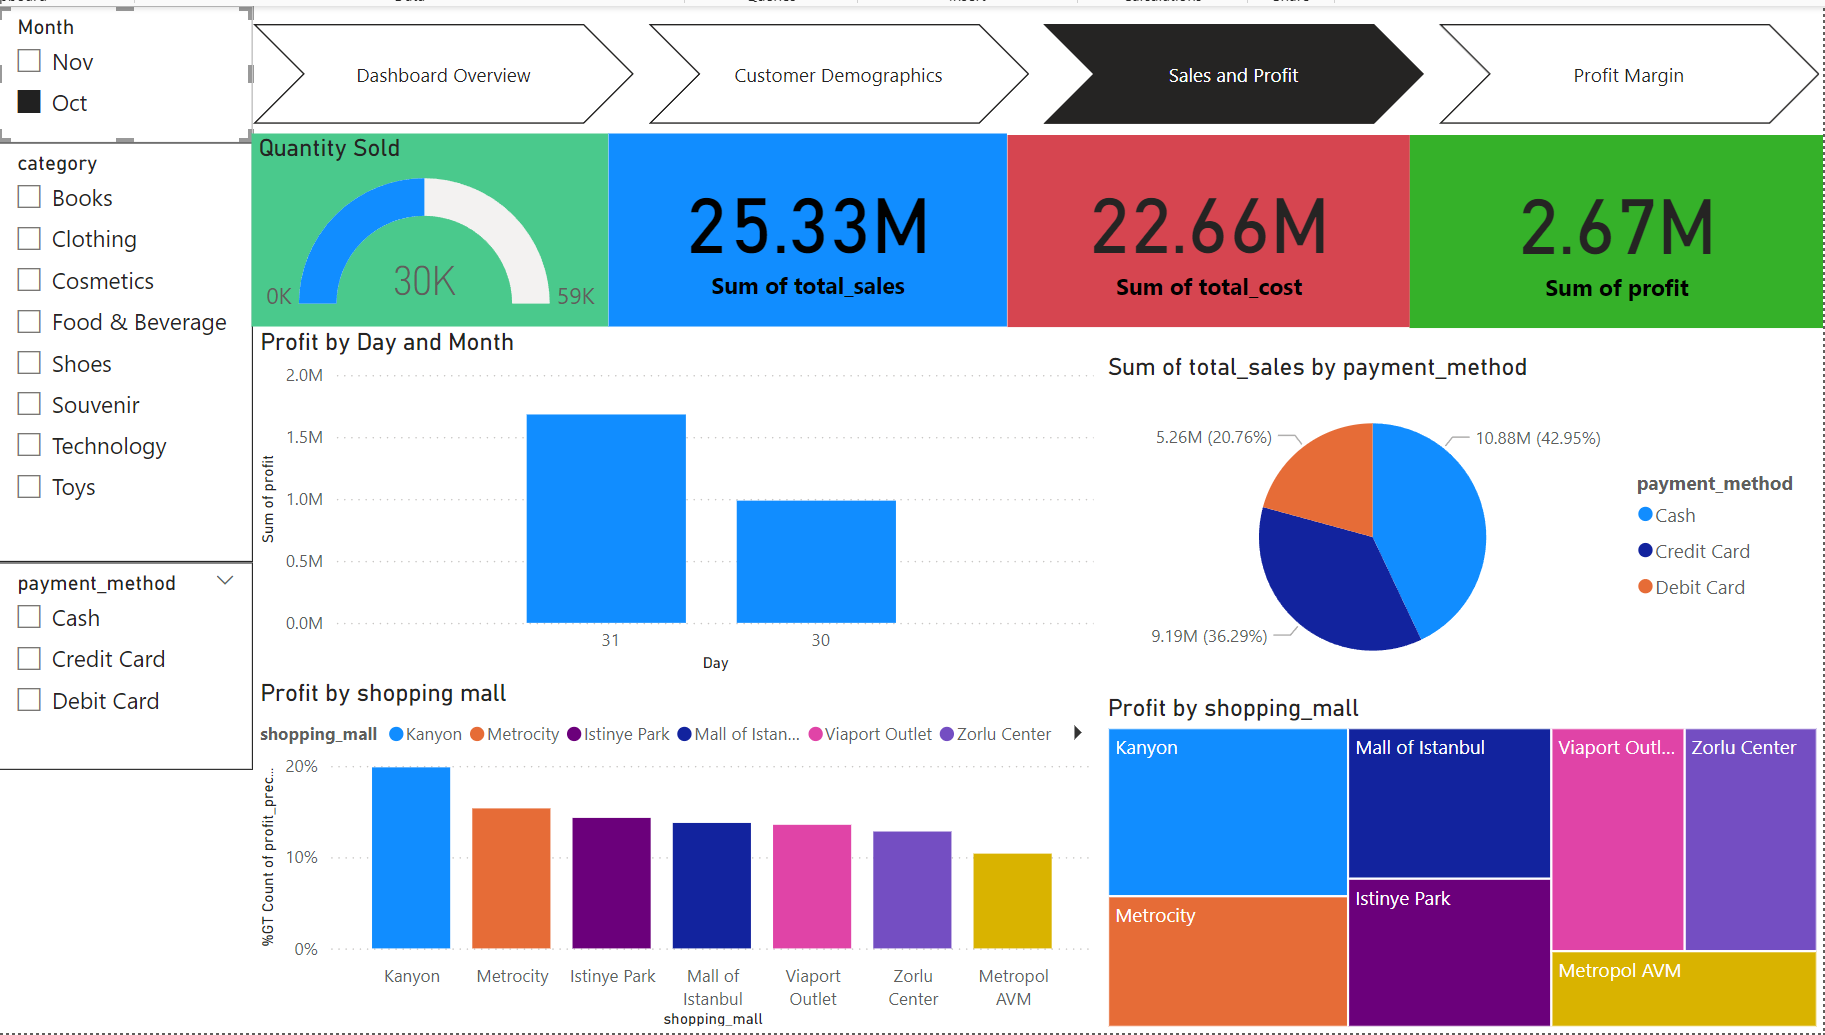 Month
Nov
Oct
Dashboard Overview
Customer Demographics
Sales and Profit
Profit Margin
category
Books
Clothing
Cosmetics
Food & Beverage
Shoes
Souvenir
Technology
Toys
payment_method
Cash
Credit Card
Debit Card
Quantity Sold
30K
0K
59K
25.33M
Sum of total_sales
22.66M
Sum of total_cost
2.67M
Sum of profit
Profit by Day and Month
Sum of profit
2.0M
1.5M
1.0M
0.5M
0.0M
31
30
Day
Sum of total_sales by payment_method
5.26M (20.76%)
10.88M (42.95%)
9.19M (36.29%)
payment_method
Cash
Credit Card
Debit Card
Profit by shopping mall
shopping_mall
Kanyon
Metrocity
Istinye Park
Mall of Istan...
Viaport Outlet
Zorlu Center
%GT Count of profit_prec...
20%
10%
0%
Kanyon
Metrocity
Istinye Park
Mall of
Istanbul
Viaport
Outlet
Zorlu
Center
Metropol
AVM
shopping_mall
Profit by shopping_mall
Kanyon
Mall of Istanbul
Viaport Outl...
Zorlu Center
Istinye Park
Metrocity
Metropol AVM